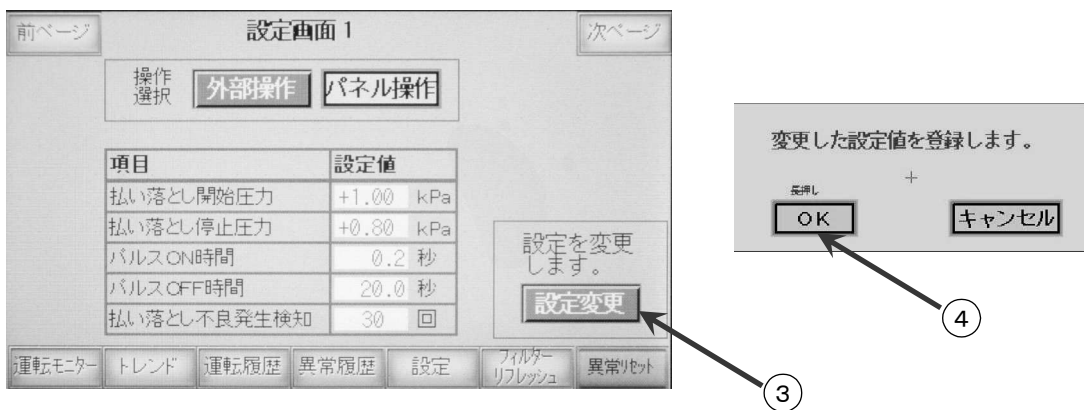 前ページ
設定画面1
次ページ
操作
選択
外部操作
パネル操作
項目 設定値
払い落とし開始圧力 +1.00 kPa
払い落とし停止圧力 +0.80 kPa
パルスON時間 0.2 秒
パルスOFF時間 20.0 秒
払い落とし不良発生検知 30 回
設定を変更
します。
設定変更
運転モニター
トレンド
運転履歴
異常履歴
設定
フィルター
リフレッシュ
異常リセット
③
変更した設定値を登録します。
長押し
OK
キャンセル
④